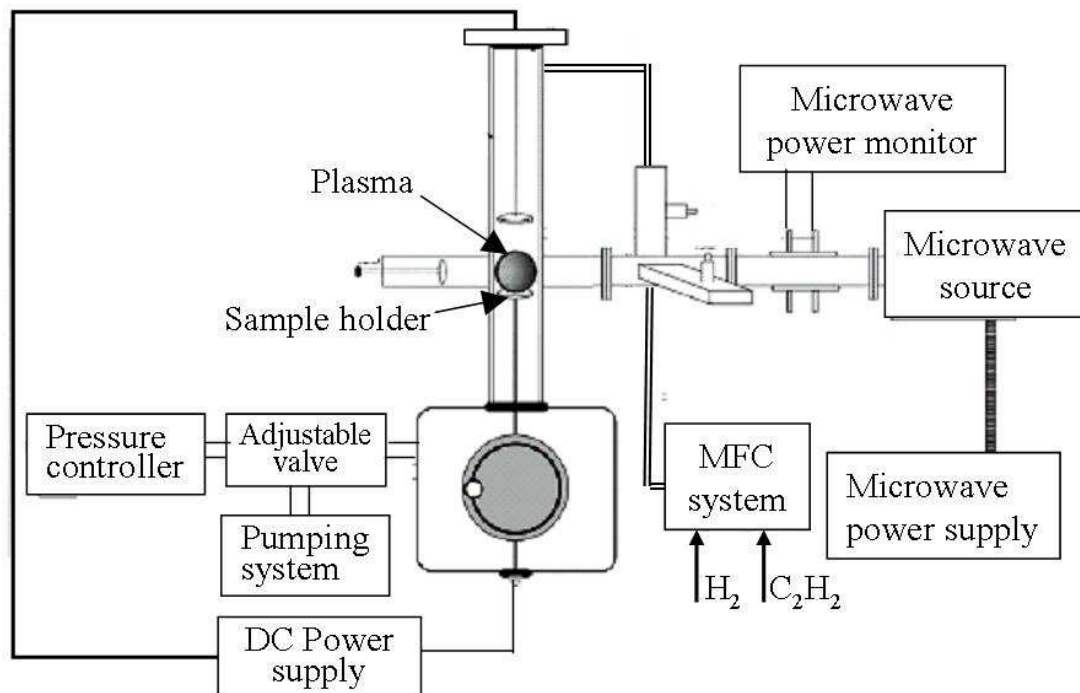 Microwave
power monitor
Plasma
Microwave
source
Sample holder
Pressure
controller
Adjustable
valve
MFC
system
Microwave
power supply
Pumping
system
H₂
C₂H₂
DC Power
supply